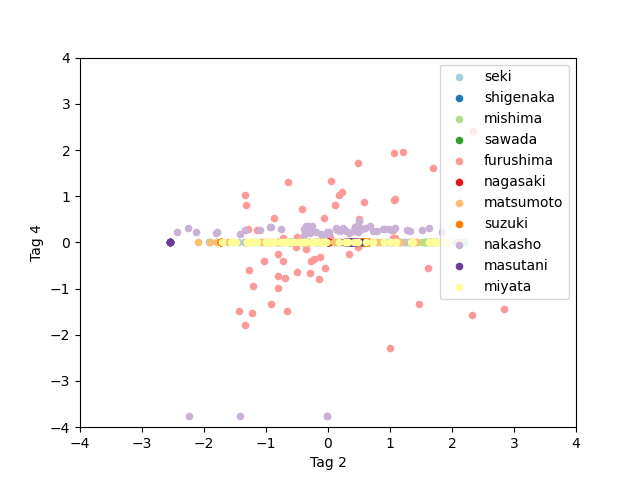 4
3
2
1
0
−1
−2
−3
−4
Tag 4
−4 −3 −2 −1 0 1 2 3 4
Tag 2
seki
shigenaka
mishima
sawada
furushima
nagasaki
matsumoto
suzuki
nakasho
masutani
miyata